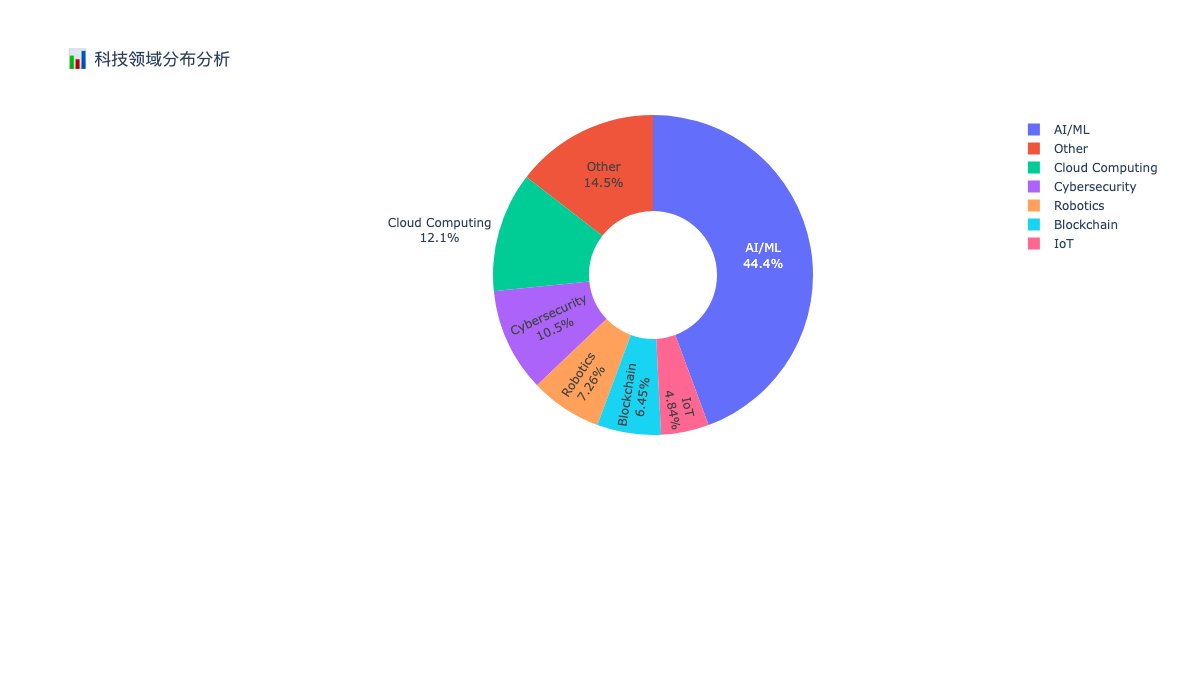 📊 科技领域分布分析
Other
14.5%
Cloud Computing
12.1%
AI/ML
44.4%
Cybersecurity
10.5%
Robotics
7.26%
Blockchain
6.45%
IoT
4.84%
AI/ML
Other
Cloud Computing
Cybersecurity
Robotics
Blockchain
IoT